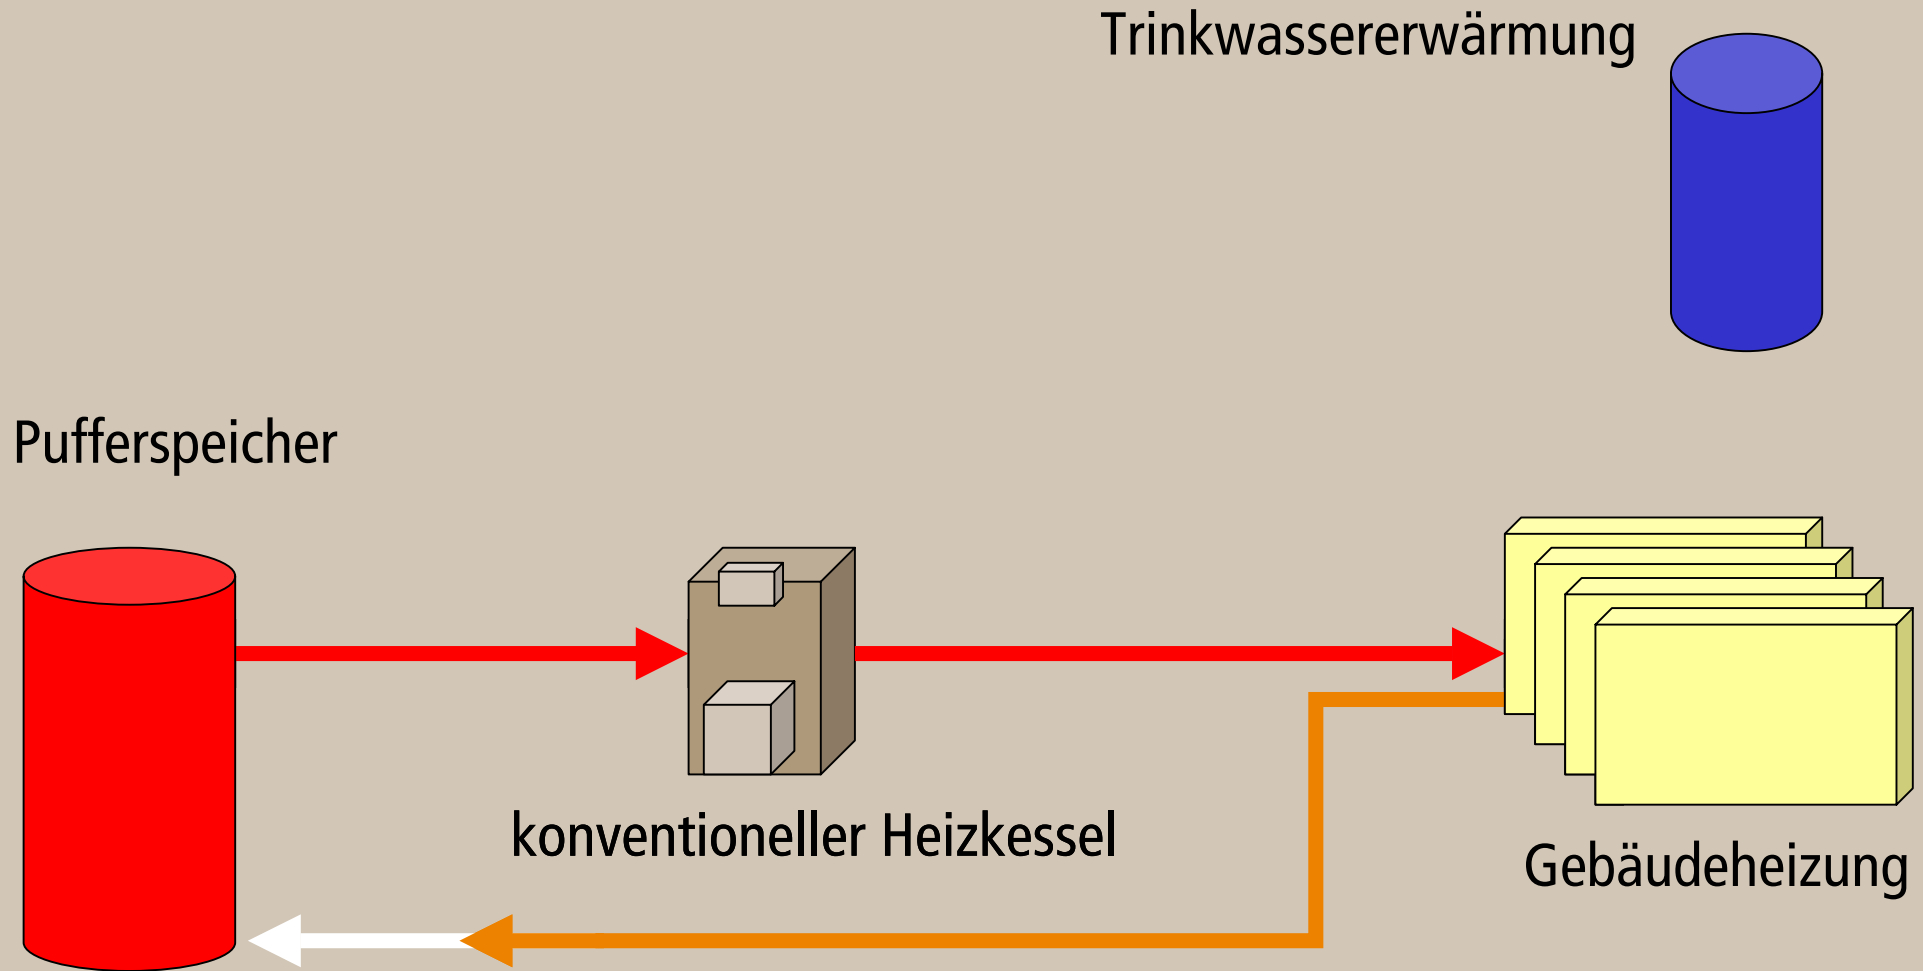 Trinkwassererwärmung
Pufferspeicher
konventioneller Heizkessel
Gebäudeheizung